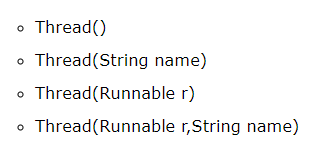 Thread()
Thread(String name)
Thread(Runnable r)
Thread(Runnable r,String name)